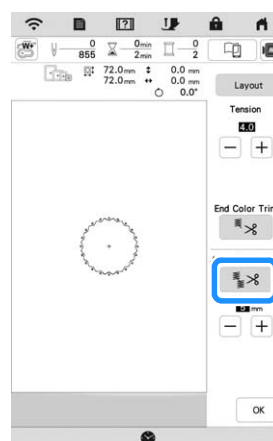 W+
0
855
0min
2min
0
2
72.0mm
72.0mm
0.0 mm
0.0 mm
0.0°
Layout
Tension
4.0
− +
End Color Trim
mm
− +
OK